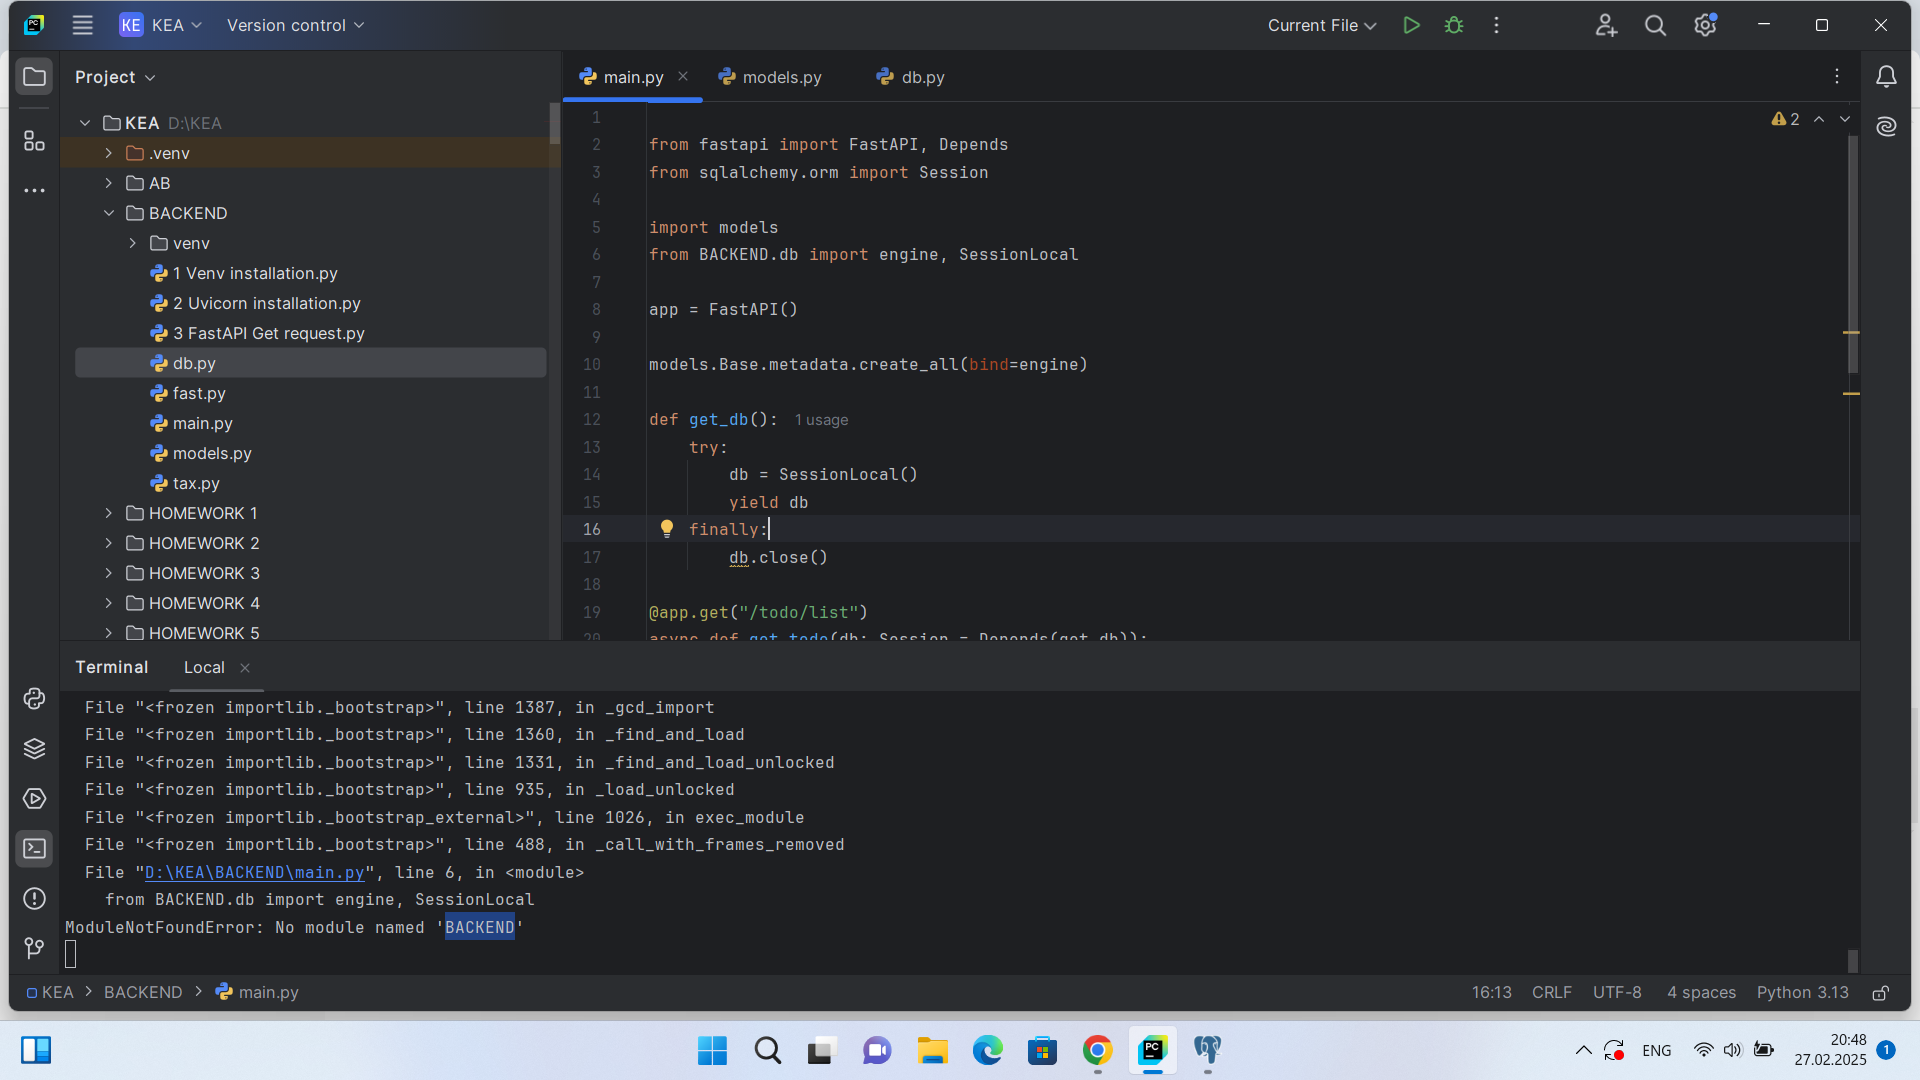 PC
KE KEA
Version control
Current File
Project
main.py
models.py
db.py
KEA D:\KEA
.venv
AB
BACKEND
venv
1 Venv installation.py
2 Uvicorn installation.py
3 FastAPI Get request.py
db.py
fast.py
main.py
models.py
tax.py
HOMEWORK 1
HOMEWORK 2
HOMEWORK 3
HOMEWORK 4
HOMEWORK 5
2
1
2 from fastapi import FastAPI, Depends
3 from sqlalchemy.orm import Session
4
5 import models
6 from BACKEND.db import engine, SessionLocal
7
8 app = FastAPI()
9
10 models.Base.metadata.create_all(bind=engine)
11
12 def get_db(): 1 usage
13 try:
14 db = SessionLocal()
15 yield db
16 finally:
17 db.close()
18
19 @app.get("/todo/list")
20 async def get_todo(db: Session = Depends(get_db)):
Terminal
Local
File "<frozen importlib._bootstrap>", line 1387, in _gcd_import
File "<frozen importlib._bootstrap>", line 1360, in _find_and_load
File "<frozen importlib._bootstrap>", line 1331, in _find_and_load_unlocked
File "<frozen importlib._bootstrap>", line 935, in _load_unlocked
File "<frozen importlib._bootstrap_external>", line 1026, in exec_module
File "<frozen importlib._bootstrap>", line 488, in _call_with_frames_removed
File "D:\KEA\BACKEND\main.py", line 6, in <module>
from BACKEND.db import engine, SessionLocal
ModuleNotFoundError: No module named 'BACKEND'
KEA > BACKEND > main.py
16:13 CRLF UTF-8 4 spaces Python 3.13
PC
ENG
20:48
27.02.2025
1